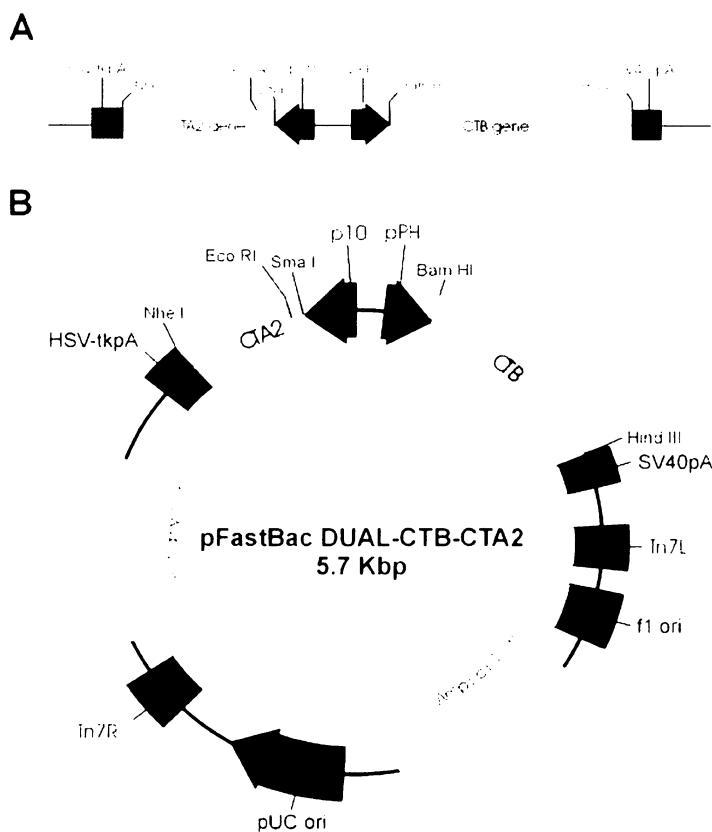 A
TA2 gene
CTB gene
B
p10
pPH
Eco RI
Sma I
Bam HI
Nhe I
HSV-tkpA
CTA2
CTB
Hind III
SV40pA
pFastBac DUAL-CTB-CTA2
5.7 Kbp
Tn7L
f1 ori
Tn7R
pUC ori